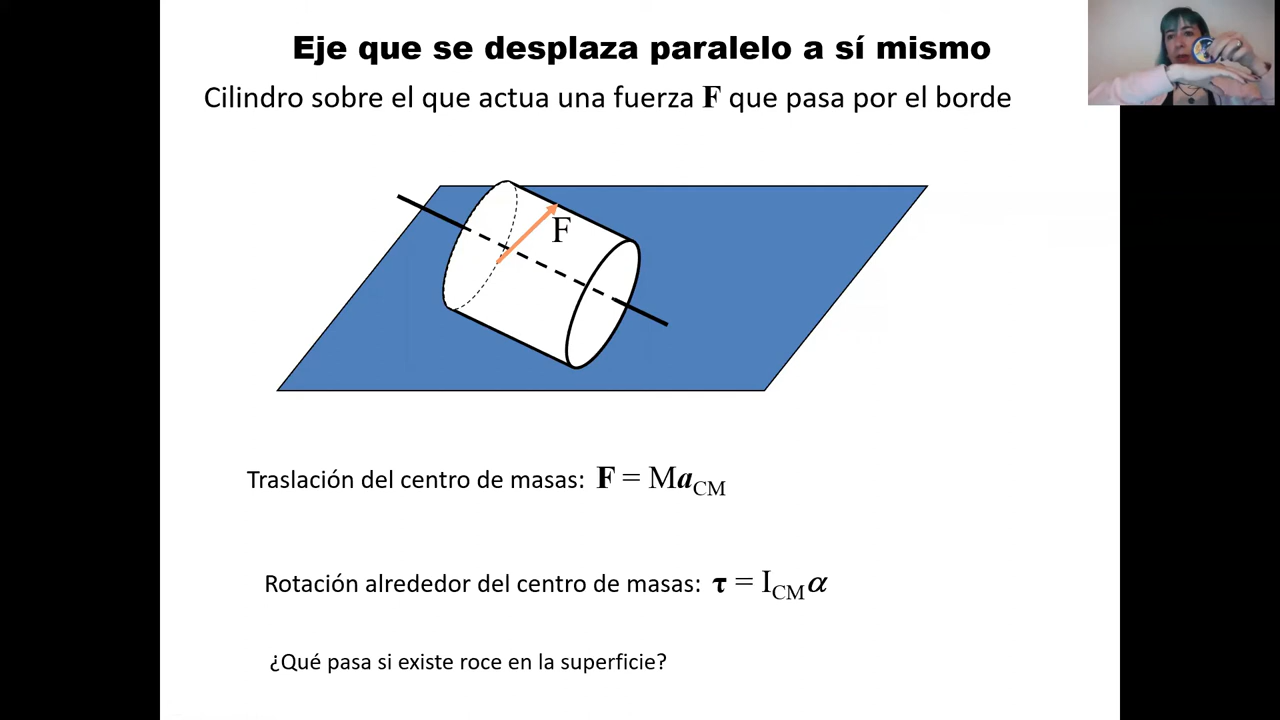 Eje que se desplaza paralelo a sí mismo
Cilindro sobre el que actua una fuerza F que pasa por el borde
F
Traslación del centro de masas: F = Ma_CM
Rotación alrededor del centro de masas: τ = I_CM α
¿Qué pasa si existe roce en la superficie?